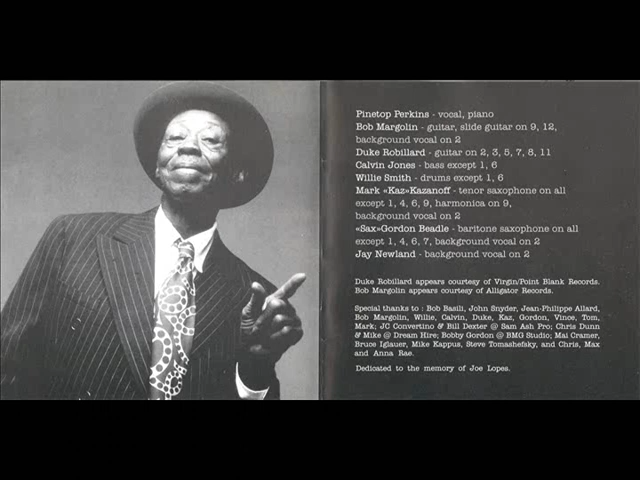 Pinetop Perkins - vocal, piano
Bob Margolin - guitar, slide guitar on 9, 12,
background vocal on 2
Duke Robillard - guitar on 2, 3, 5, 7, 8, 11
Calvin Jones - bass except 1, 6
Willie Smith - drums except 1, 6
Mark «Kaz»Kazanoff - tenor saxophone on all
except 1, 4, 6, 9, harmonica on 9,
background vocal on 2
«Sax»Gordon Beadle - baritone saxophone on all
except 1, 4, 6, 7, background vocal on 2
Jay Newland - background vocal on 2
Duke Robillard appears courtesy of Virgin/Point Blank Records.
Bob Margolin appears courtesy of Alligator Records.
Special thanks to : Bob Basili, John Snyder, Jean-Philippe Allard,
Bob Margolin, Willie, Calvin, Duke, Kaz, Gordon, Vince, Tom,
Mark; JC Convertino & Bill Dexter @ Sam Ash Pro; Chris Dunn
& Mike @ Dream Hire; Bobby Gordon @ BMG Studio; Mai Cramer,
Bruce Iglauer, Mike Kappus, Steve Tomashefsky, and Chris, Max
and Anna Rae.
Dedicated to the memory of Joe Lopes.